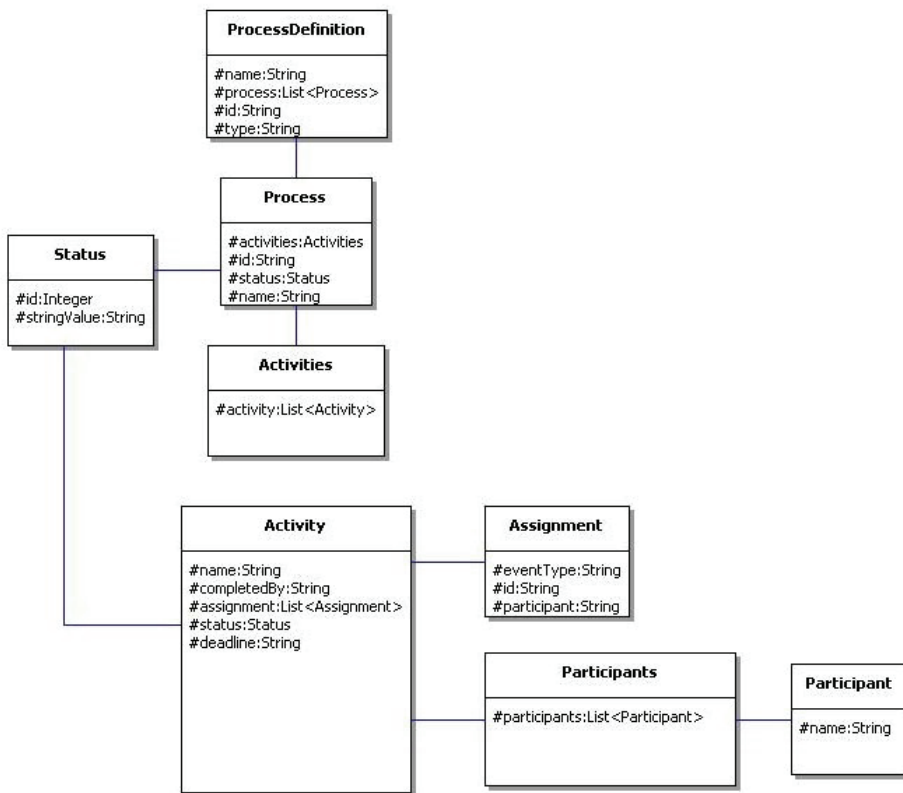 ProcessDefinition
#name:String
#process:List<Process>
#id:String
#type:String
Process
#activities:Activities
#id:String
#status:Status
#name:String
Status
#id:Integer
#stringValue:String
Activities
#activity:List<Activity>
Activity
#name:String
#completedBy:String
#assignment:List<Assignment>
#status:Status
#deadline:String
Assignment
#eventType:String
#id:String
#participant:String
Participants
#participants:List<Participant>
Participant
#name:String